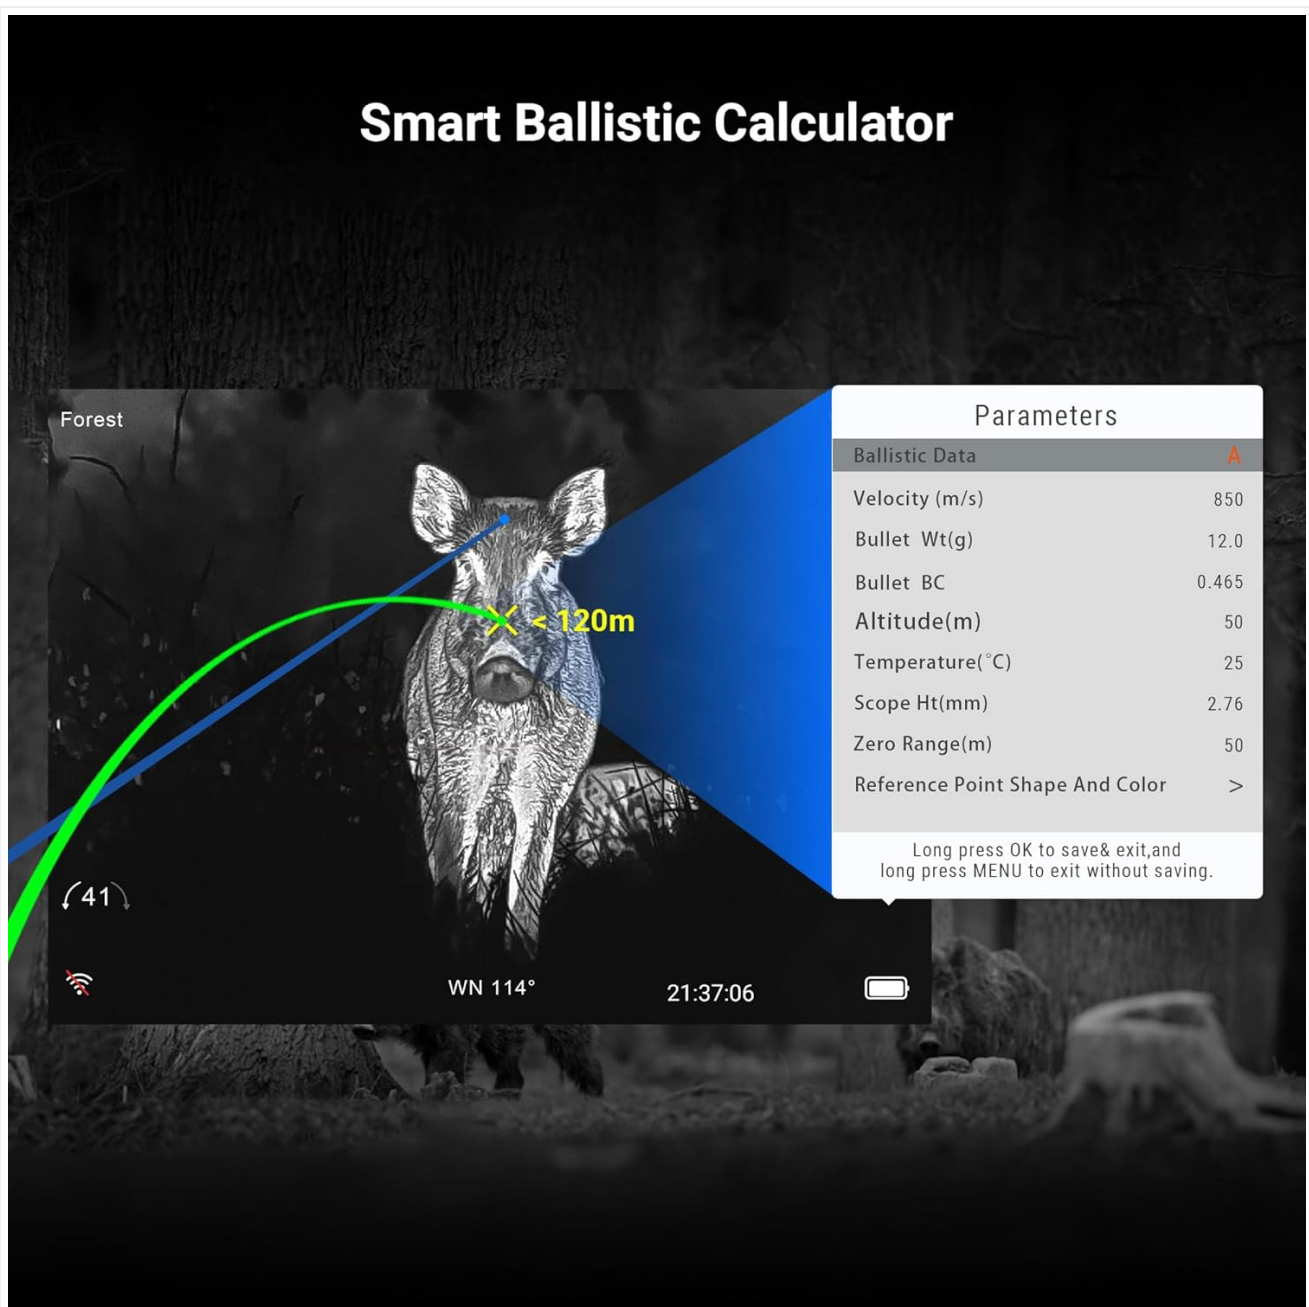 Smart Ballistic Calculator
Forest
Parameters
Ballistic Data A
Velocity (m/s) 850
Bullet Wt(g) 12.0
Bullet BC 0.465
Altitude(m) 50
Temperature(°C) 25
Scope Ht(mm) 2.76
Zero Range(m) 50
Reference Point Shape And Color >
Long press OK to save& exit,and
long press MENU to exit without saving.
< 120m
41
WN 114°
21:37:06